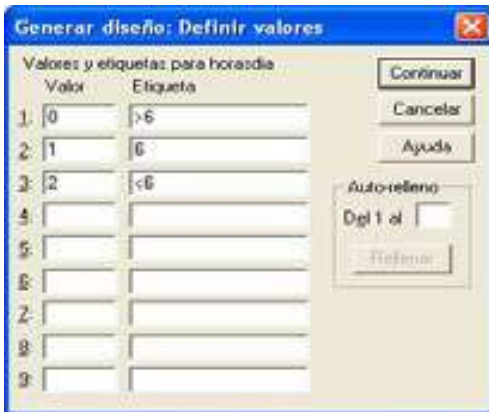 Generar diseño: Definir valores
Valores y etiquetas para horasdia
Valor Etiqueta
1: 0 >6
2: 1 6
3: 2 <6
4:
5:
6:
7:
8:
9:
Continuar
Cancelar
Ayuda
Auto-relleno
Del 1 al
Rellenar